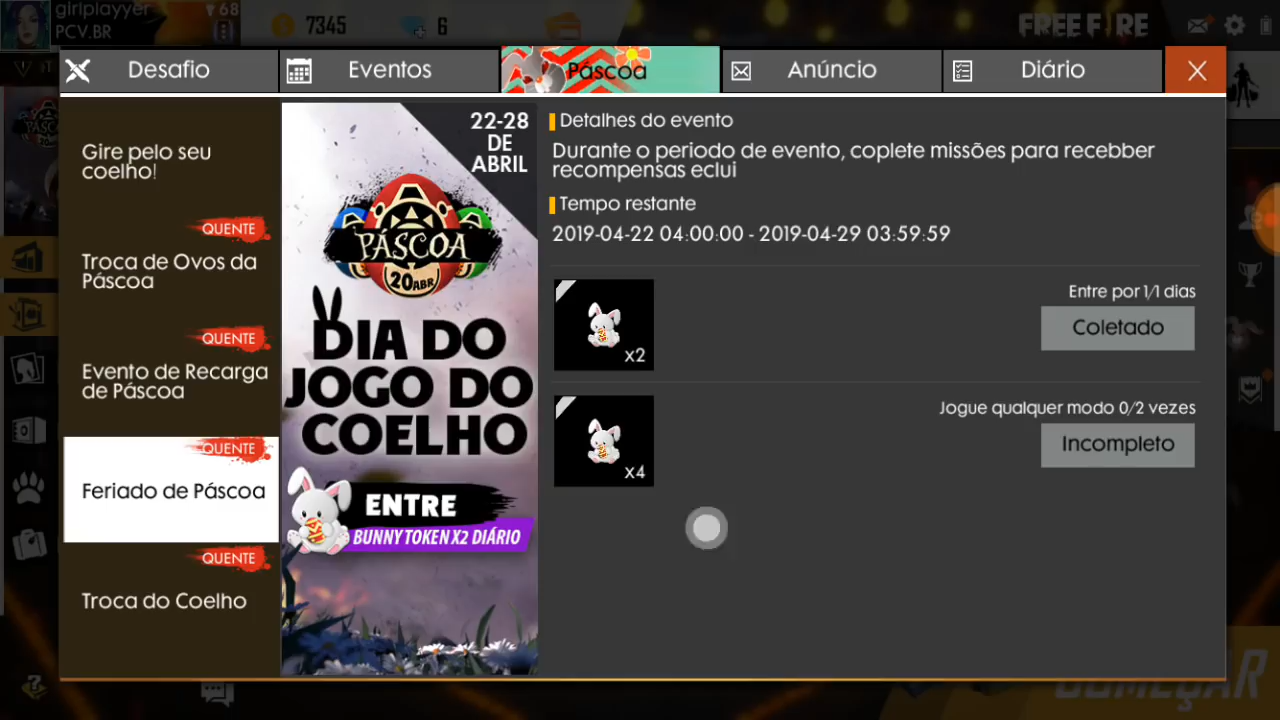 girlplayyer
PCV.BR
68
7345
6
FREE FIRE
Desafio
Eventos
Páscoa
Anúncio
Diário
Gire pelo seu
coelho!
QUENTE
Troca de Ovos da
Páscoa
QUENTE
Evento de Recarga
de Páscoa
QUENTE
Feriado de Páscoa
QUENTE
Troca do Coelho
22-28
DE
ABRIL
PÁSCOA
20ABR
DIA DO
JOGO DO
COELHO
ENTRE
BUNNY TOKEN X2 DIÁRIO
Detalhes do evento
Durante o periodo de evento, coplete missões para recebber
recompensas eclui
Tempo restante
2019-04-22 04:00:00 - 2019-04-29 03:59:59
x2
Entre por 1/1 dias
Coletado
x4
Jogue qualquer modo 0/2 vezes
Incompleto
COMEÇAR